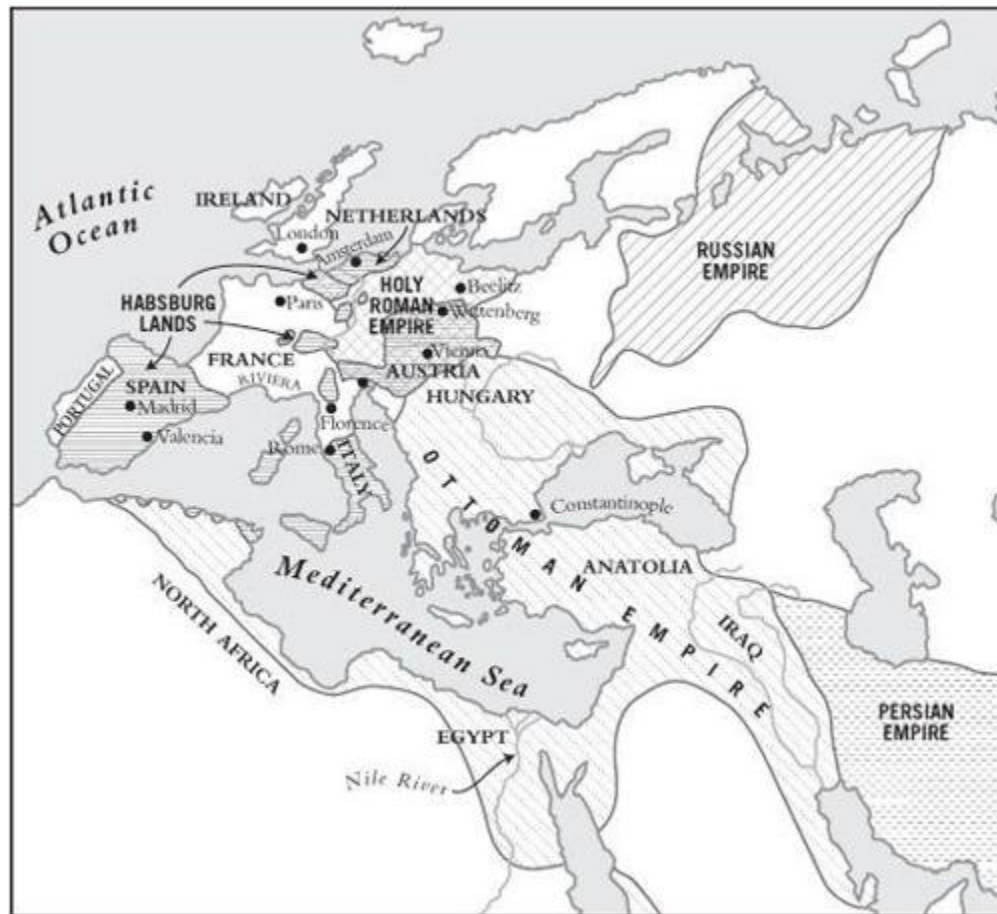 Atlantic
Ocean
IRELAND
NETHERLANDS
London
Amsterdam
RUSSIAN
EMPIRE
HABSBURG
LANDS
HOLY
ROMAN
EMPIRE
Beelitz
Paris
Wittenberg
Vienna
FRANCE
RIVIERA
AUSTRIA
HUNGARY
PORTUGAL
SPAIN
Madrid
Valencia
Florence
Rome
ITALY
OTTOMAN EMPIRE
Constantinople
ANATOLIA
Mediterranean Sea
NORTH AFRICA
IRAQ
PERSIAN
EMPIRE
EGYPT
Nile River